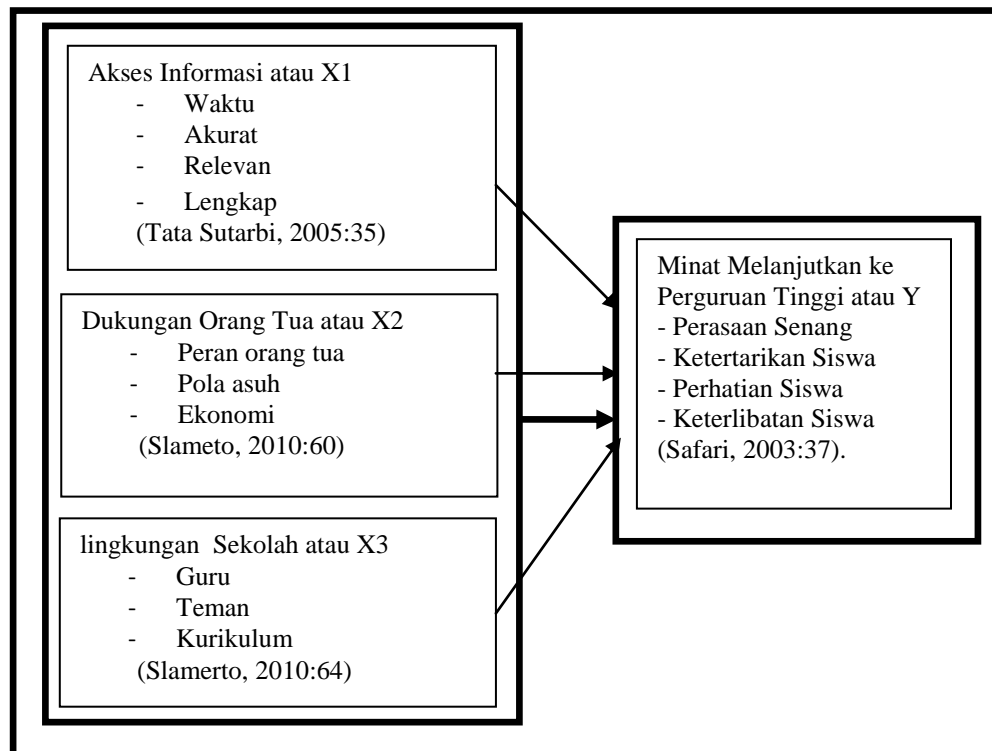 Akses Informasi atau X1
- Waktu
- Akurat
- Relevan
- Lengkap
(Tata Sutarbi, 2005:35)
Dukungan Orang Tua atau X2
- Peran orang tua
- Pola asuh
- Ekonomi
(Slameto, 2010:60)
lingkungan Sekolah atau X3
- Guru
- Teman
- Kurikulum
(Slamerto, 2010:64)
Minat Melanjutkan ke
Perguruan Tinggi atau Y
- Perasaan Senang
- Ketertarikan Siswa
- Perhatian Siswa
- Keterlibatan Siswa
(Safari, 2003:37).